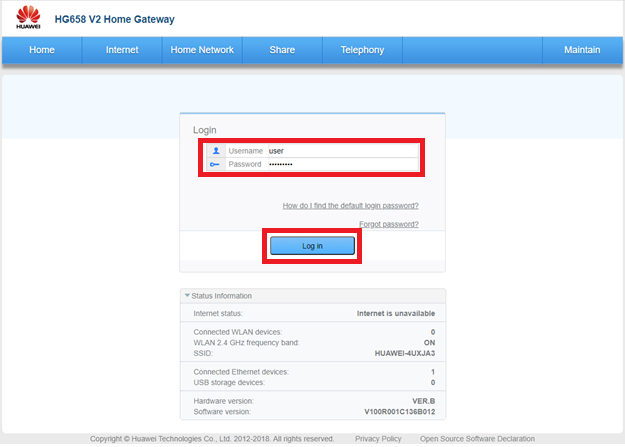 HUAWEI
HG658 V2 Home Gateway
Home Internet Home Network Share Telephony Maintain
Login
Username user
Password •••••••••
How do I find the default login password?
Forgot password?
Log in
Status Information
Internet status: Internet is unavailable
Connected WLAN devices: 0
WLAN 2.4 GHz frequency band: ON
SSID: HUAWEI-4UXJA3
Connected Ethernet devices: 1
USB storage devices: 0
Hardware version: VER.B
Software version: V100R001C136B012
Copyright © Huawei Technologies Co., Ltd. 2012-2018. All rights reserved. Privacy Policy Open Source Software Declaration